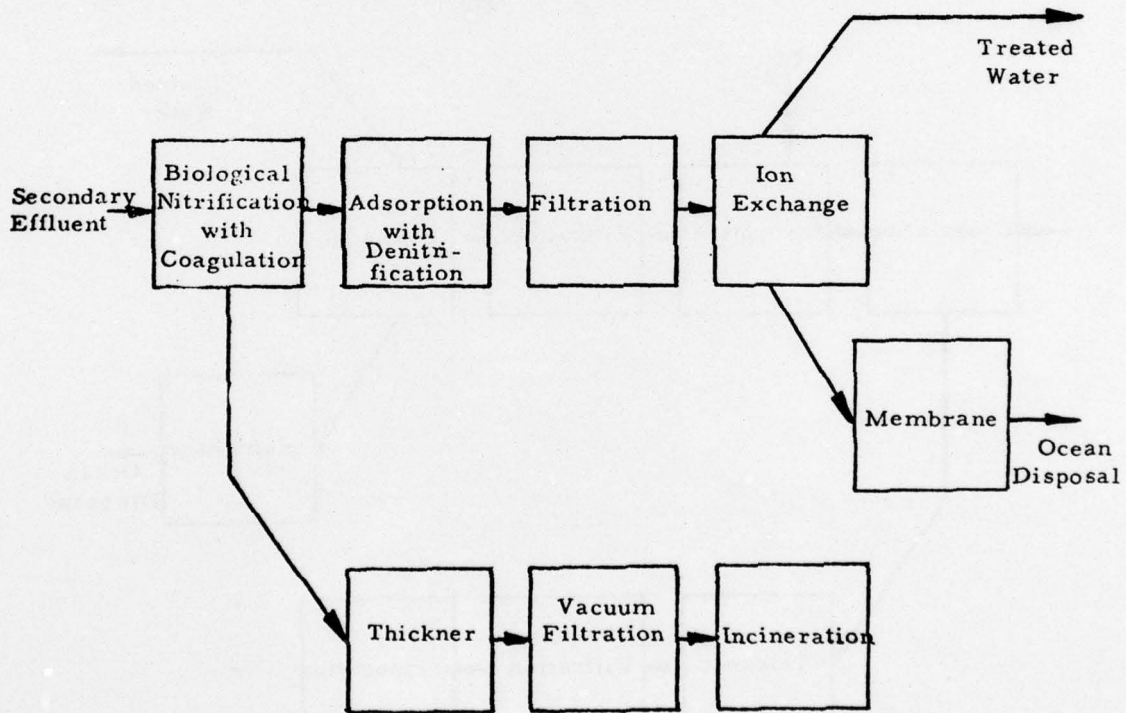 Treated
Water
Secondary
Effluent
Biological
Nitrification
with
Coagulation
Adsorption
with
Denitri-
fication
Filtration
Ion
Exchange
Membrane
Ocean
Disposal
Thickner
Vacuum
Filtration
Incineration